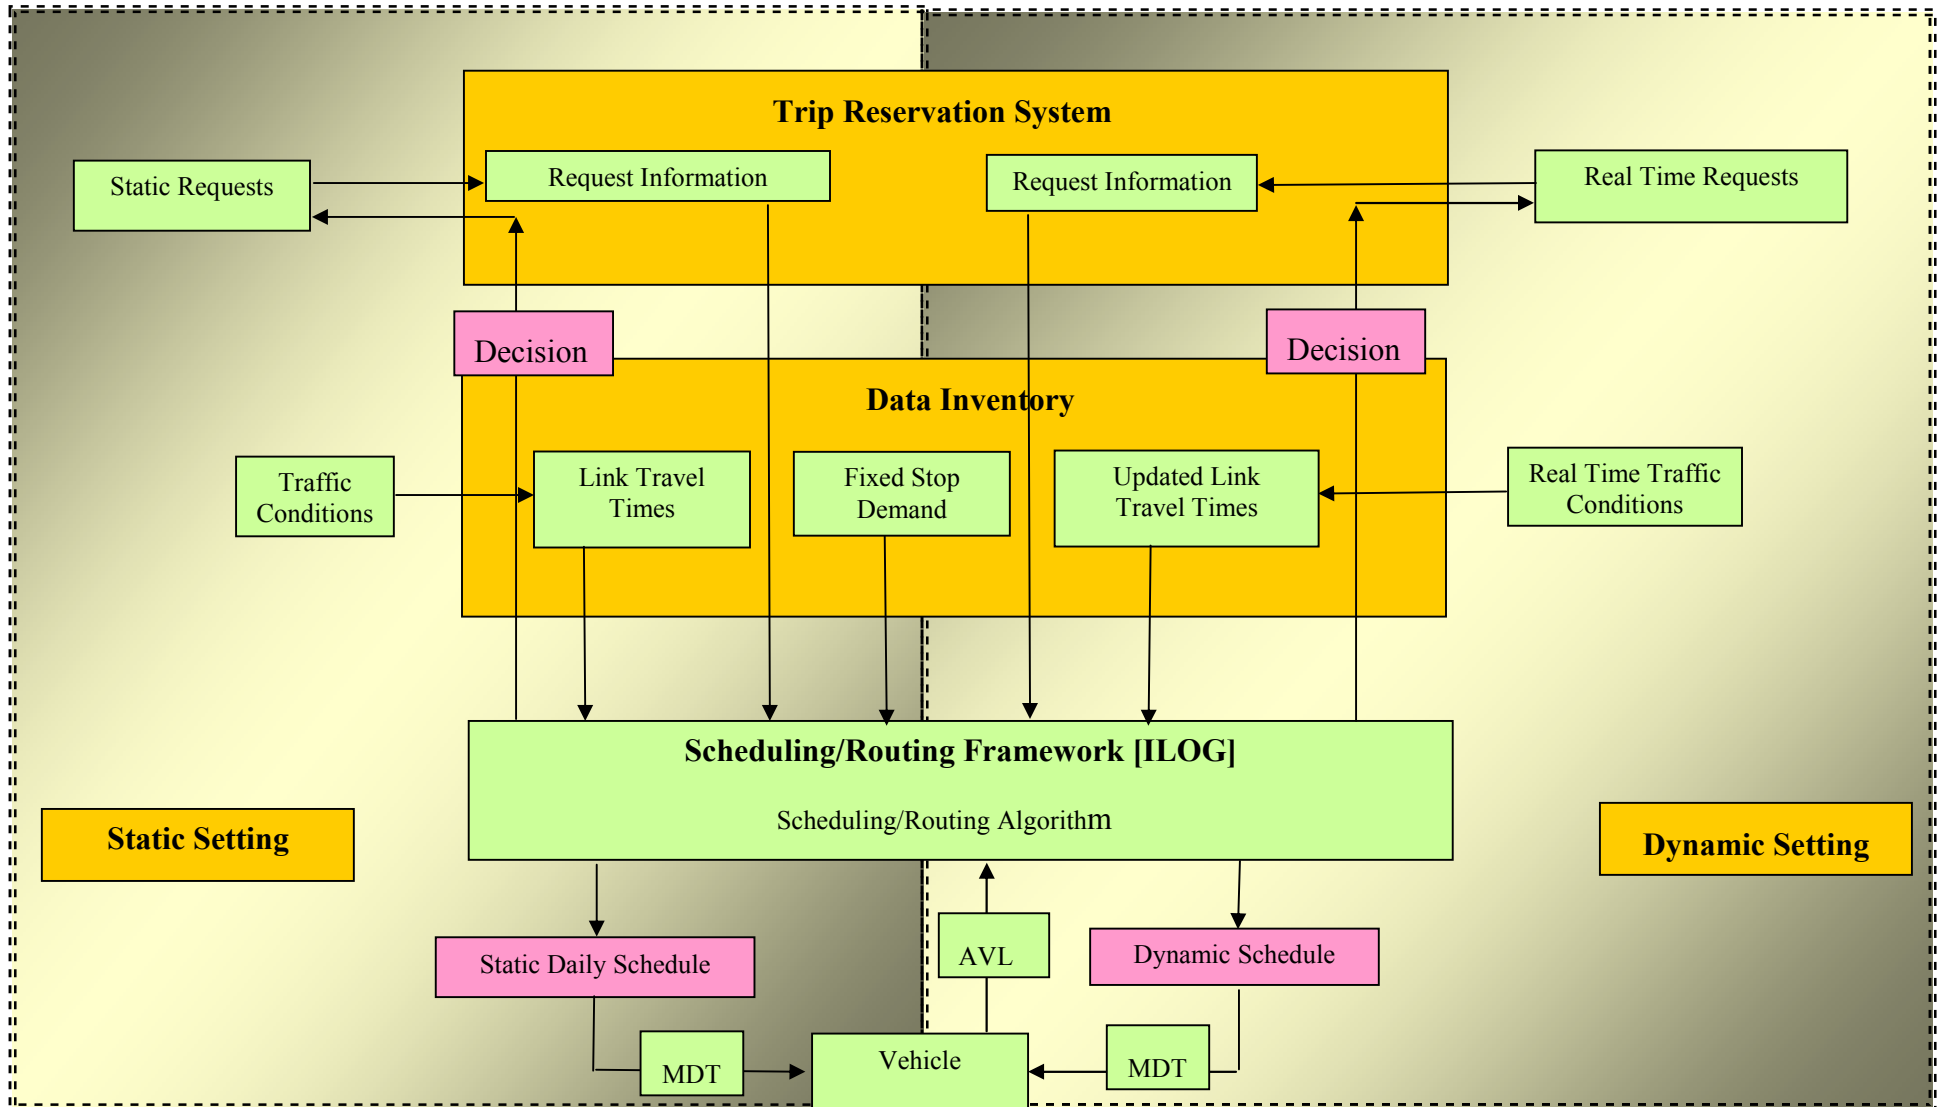 Trip Reservation System
Static Requests
Request Information
Request Information
Real Time Requests
Decision
Decision
Data Inventory
Traffic
Conditions
Link Travel
Times
Fixed Stop
Demand
Updated Link
Travel Times
Real Time Traffic
Conditions
Scheduling/Routing Framework [ILOG]
Scheduling/Routing Algorithm
Static Setting
Dynamic Setting
Static Daily Schedule
AVL
Dynamic Schedule
MDT
Vehicle
MDT